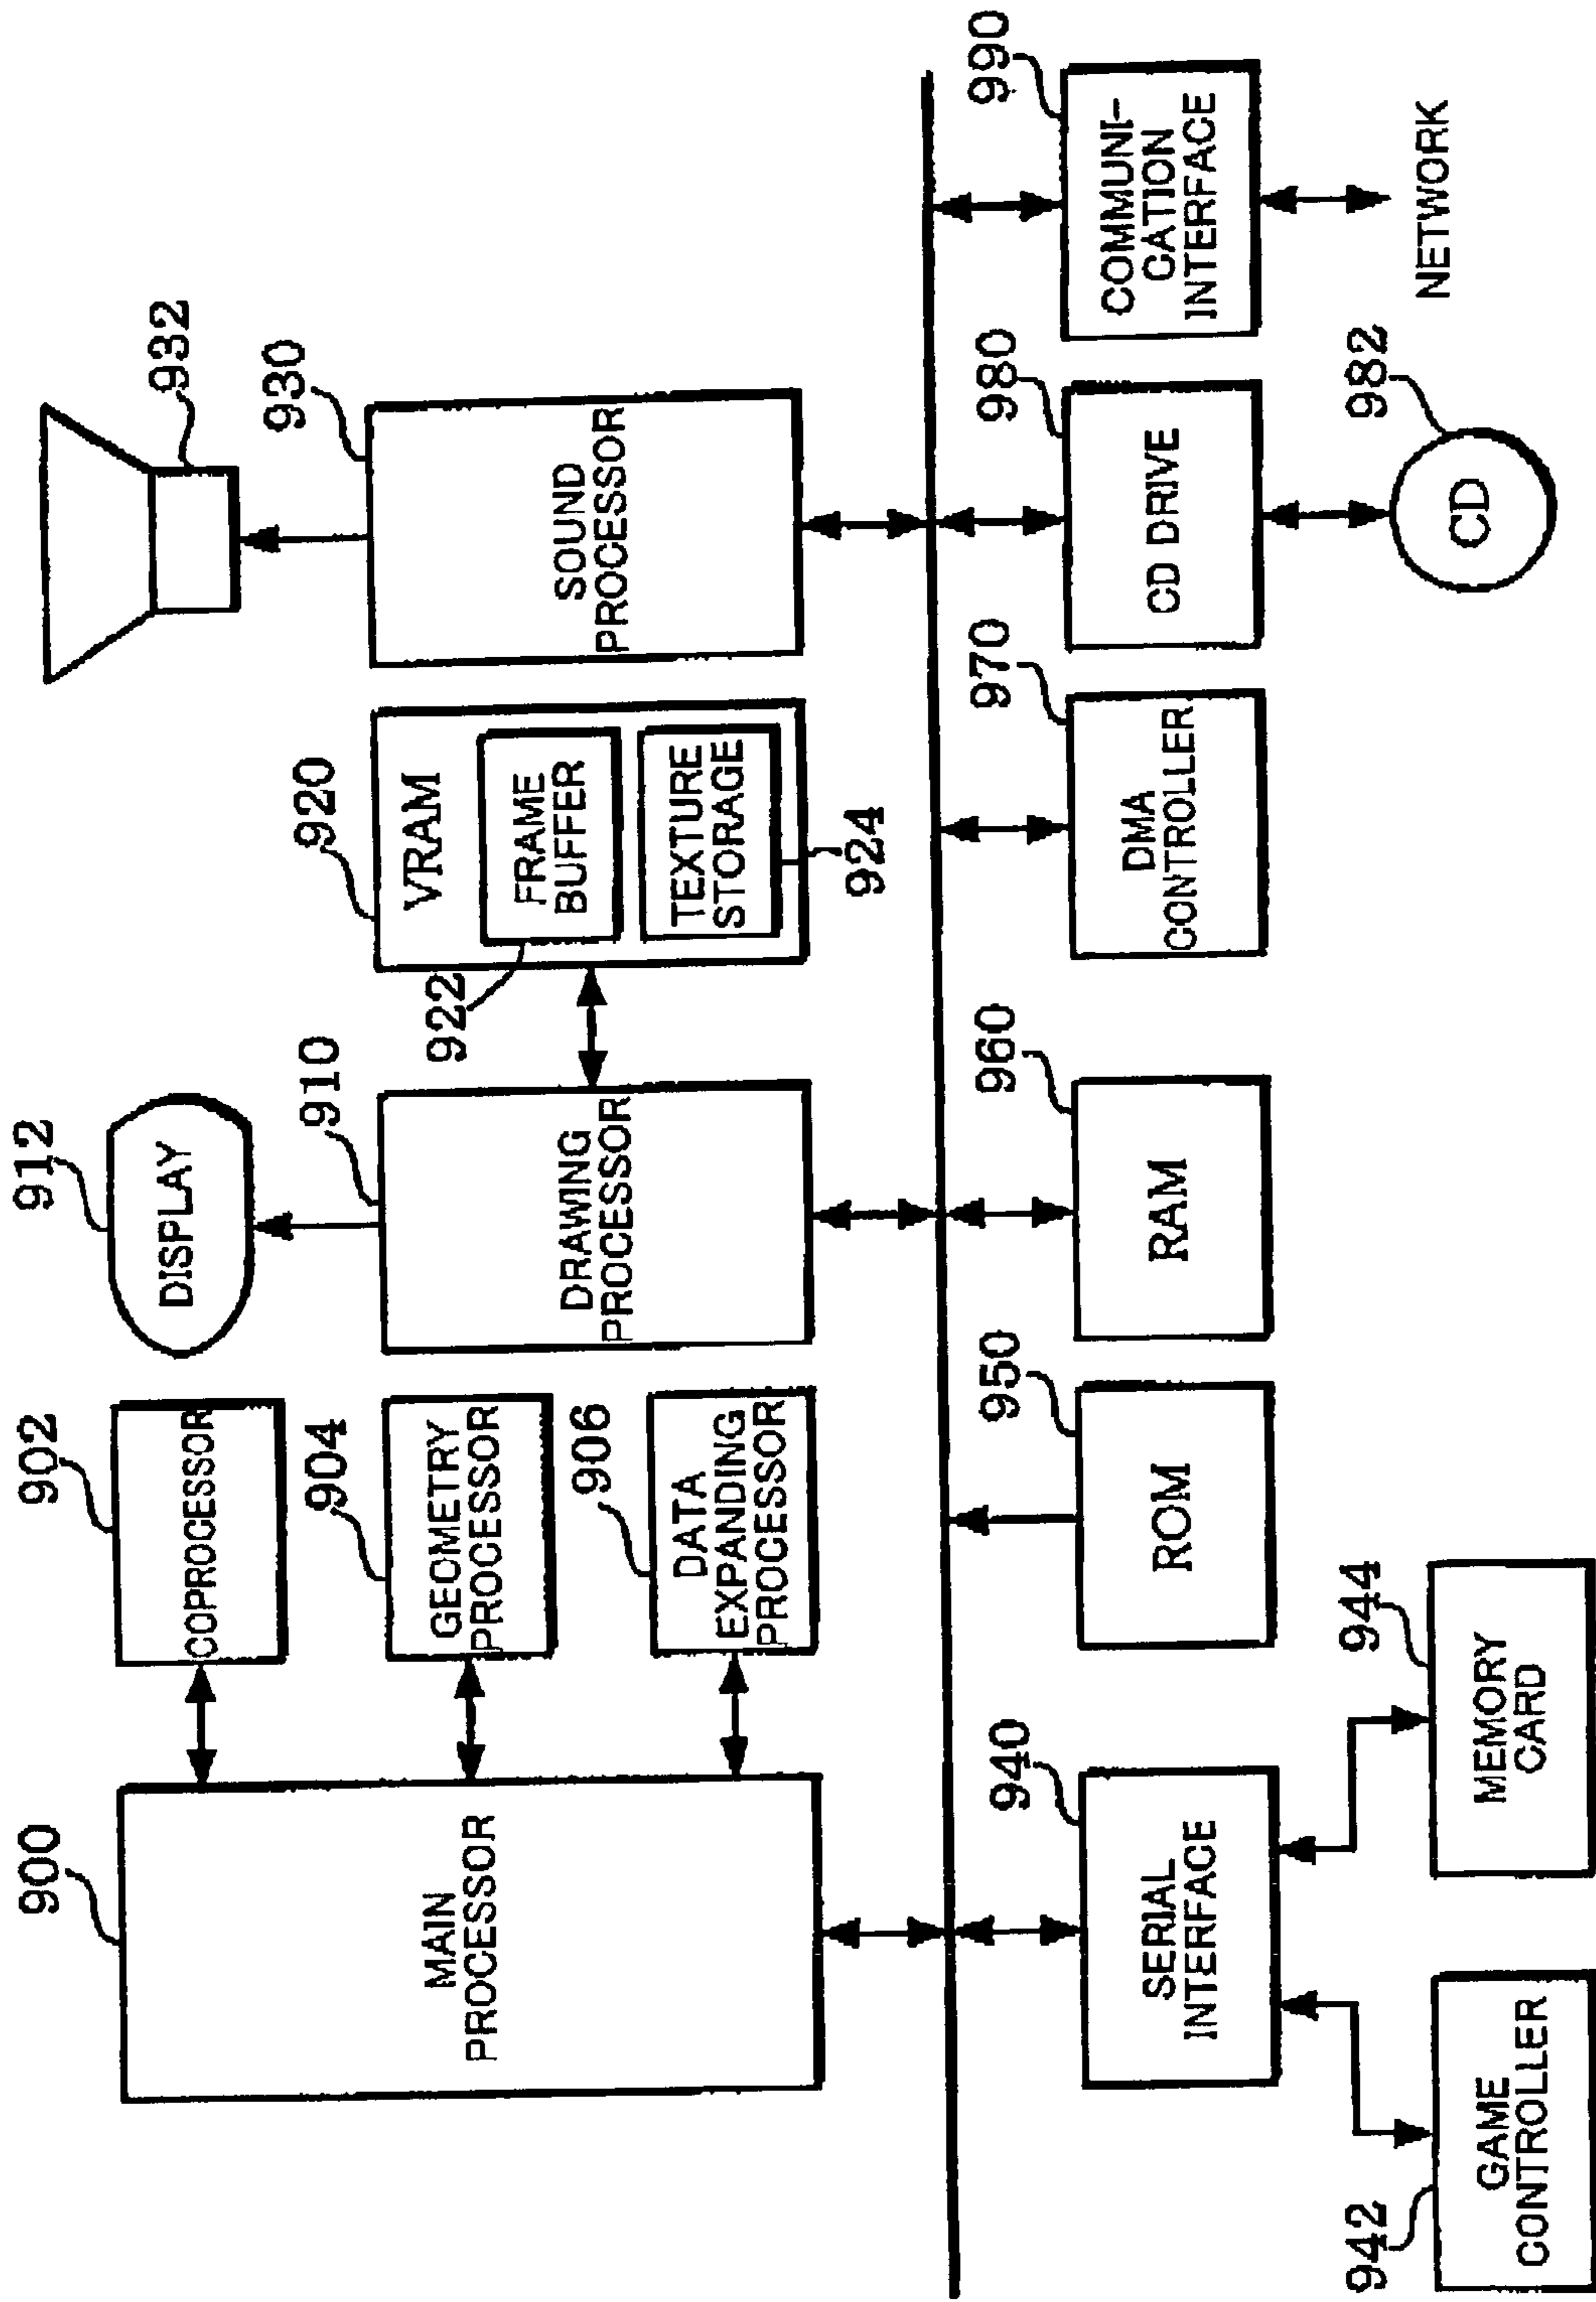 900
MAIN
PROCESSOR
902
COPROCESSOR
904
GEOMETRY
PROCESSOR
906
DATA
EXPANDING
PROCESSOR
912
DISPLAY
910
DRAWING
PROCESSOR
920
VRAM
922
FRAME
BUFFER
TEXTURE
STORAGE
924
932
930
SOUND
PROCESSOR
940
SERIAL
INTERFACE
942
GAME
CONTROLLER
944
MEMORY
CARD
950
ROM
960
RAM
970
DMA
CONTROLLER
980
CD DRIVE
982
CD
990
COMMUNI-
CATION
INTERFACE
NETWORK